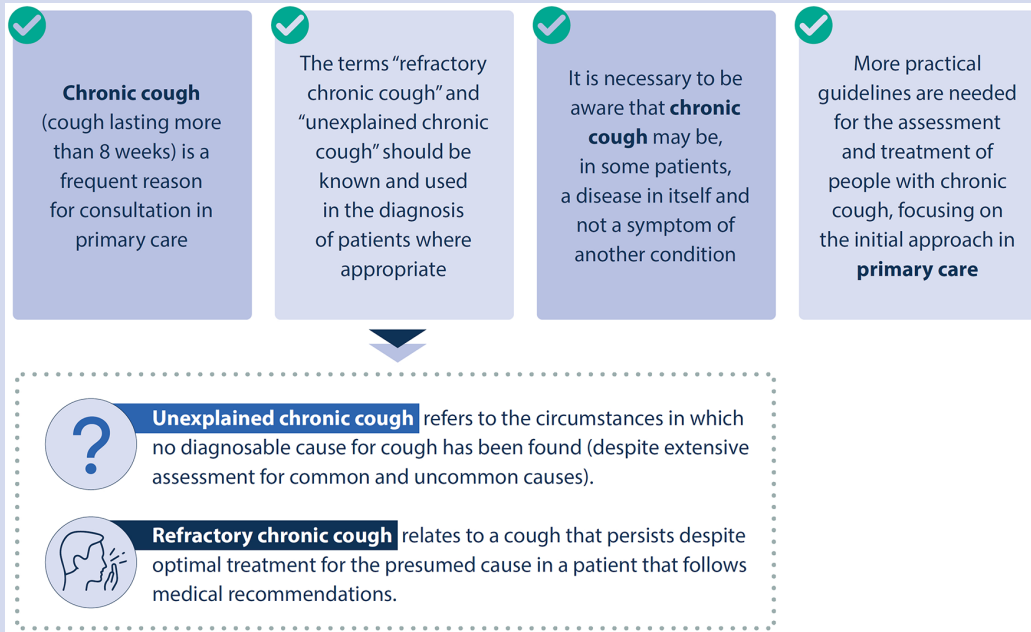 Chronic cough
(cough lasting more
than 8 weeks) is a
frequent reason
for consultation in
primary care
The terms “refractory
chronic cough” and
“unexplained chronic
cough” should be
known and used
in the diagnosis
of patients where
appropriate
It is necessary to be
aware that chronic
cough may be,
in some patients,
a disease in itself and
not a symptom of
another condition
More practical
guidelines are needed
for the assessment
and treatment of
people with chronic
cough, focusing on
the initial approach in
primary care
?
Unexplained chronic cough refers to the circumstances in which
no diagnosable cause for cough has been found (despite extensive
assessment for common and uncommon causes).
Refractory chronic cough relates to a cough that persists despite
optimal treatment for the presumed cause in a patient that follows
medical recommendations.